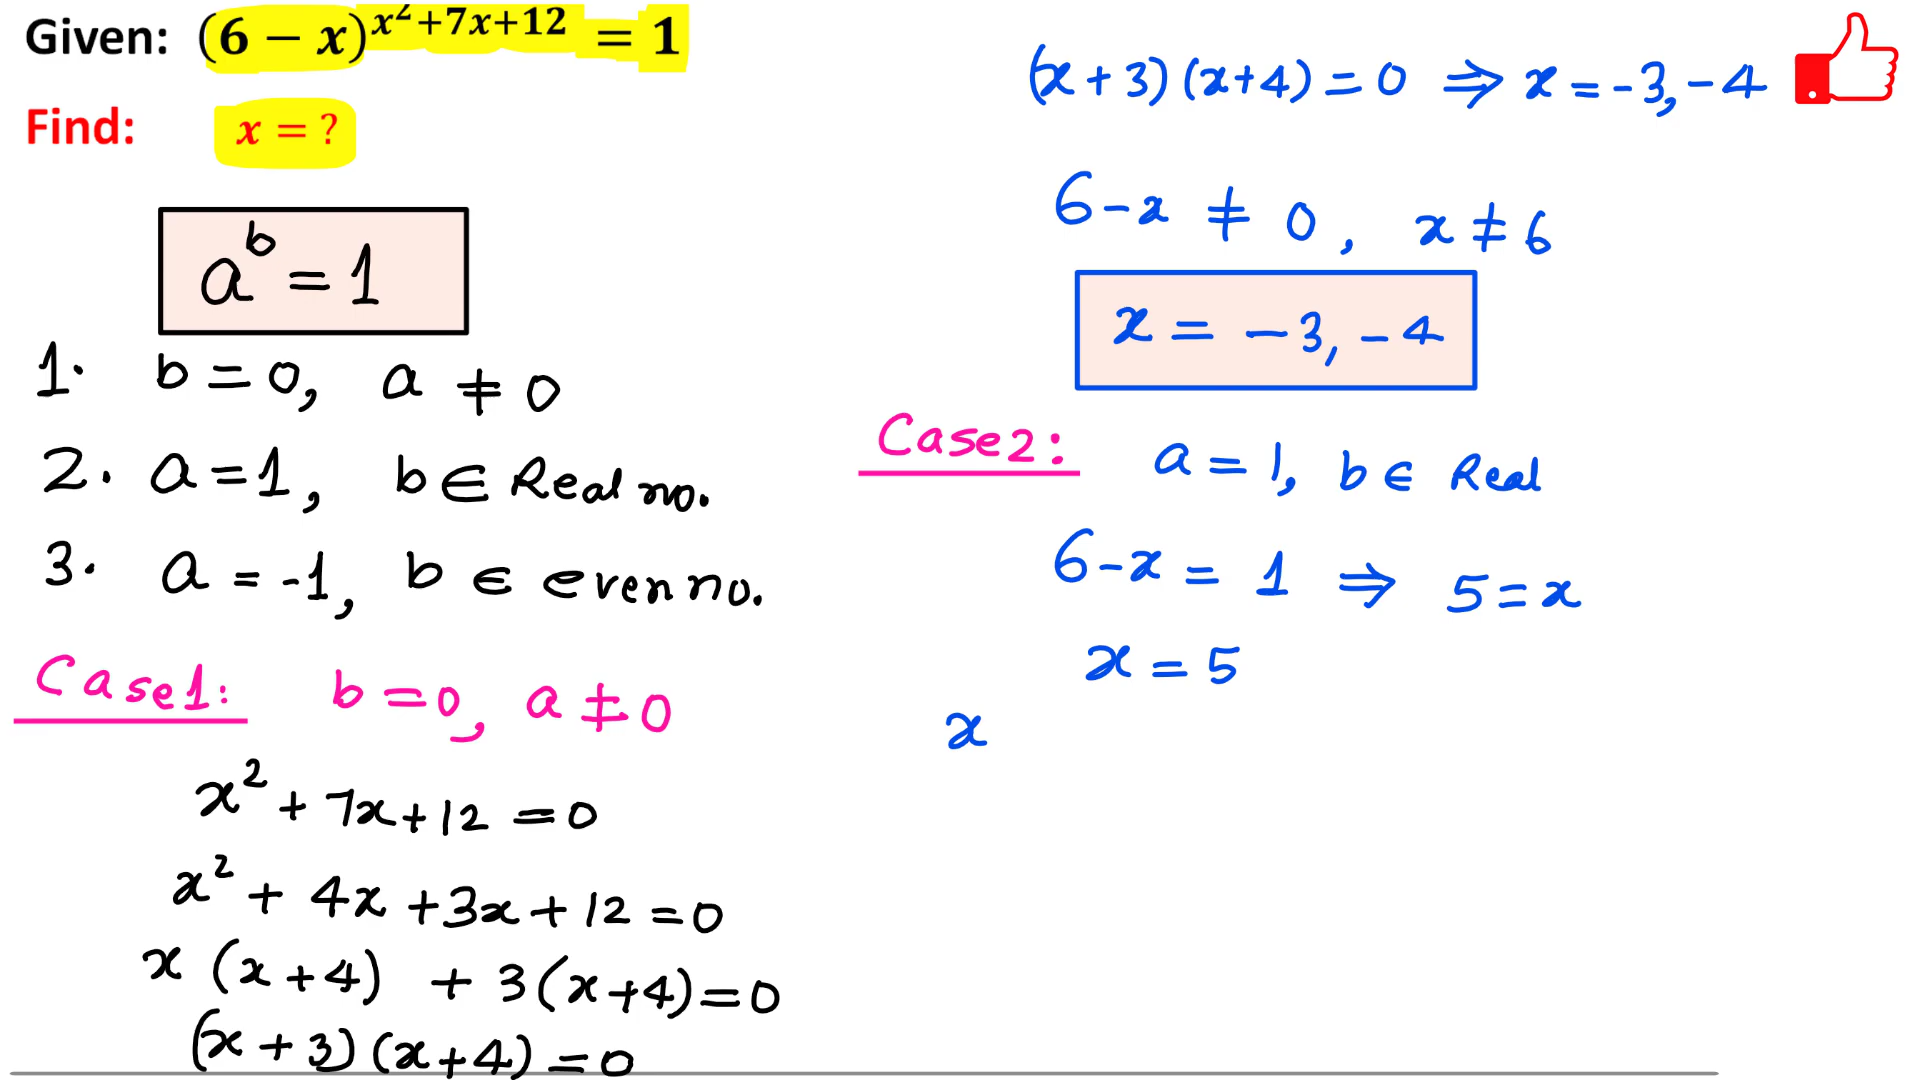 Given: (6 − x)^{x²+7x+12} = 1
Find: x = ?
a^b = 1
1. b = 0, a ≠ 0
2. a = 1, b ∈ Real no.
3. a = -1, b ∈ even no.
Case1: b = 0, a ≠ 0
x² + 7x + 12 = 0
x² + 4x + 3x + 12 = 0
x (x + 4) + 3(x+4) = 0
(x + 3)(x+4) = 0
(x + 3)(x+4) = 0 ⇒ x = -3, -4
6 - x ≠ 0, x ≠ 6
x = -3, -4
Case2: a = 1, b ∈ Real
6 - x = 1 ⇒ 5 = x
x = 5
x